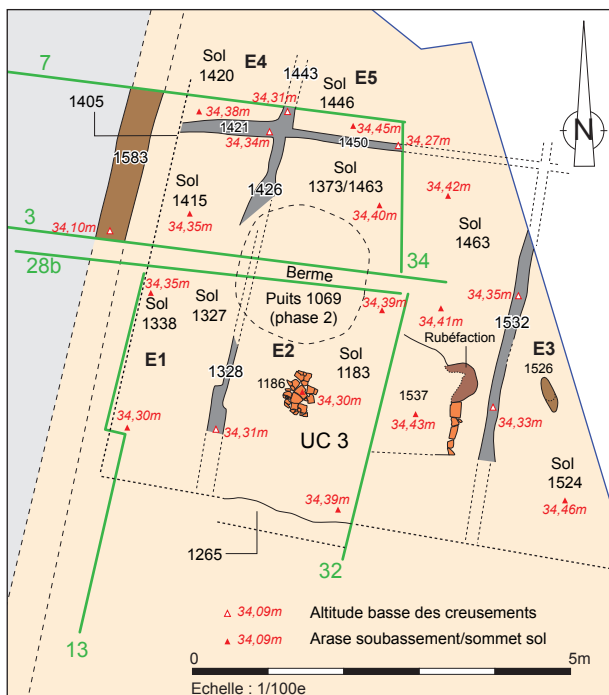 Sol
1420
E4
1443
E5
7
Sol
1446
34,31m
34,38m
1405
34,45m
1421
34,34m
1450
34,27m
1583
N
Sol
1373/1463
Sol
1415
1426
34,42m
34,35m
34,40m
Sol
1463
3
34,10m
28b
34
Berme
34,35m
Sol
1338
Sol
1327
Puits 1069
(phase 2)
34,39m
34,35m
34,41m
1532
Rubéfaction
E1
E2
Sol
1183
E3
1526
1328
1186
34,30m
1537
34,43m
34,33m
34,30m
34,31m
UC 3
Sol
1524
34,39m
34,46m
1265
32
13
34,09m Altitude basse des creusements
34,09m Arase soubassement/sommet sol
0 5m
Echelle : 1/100e